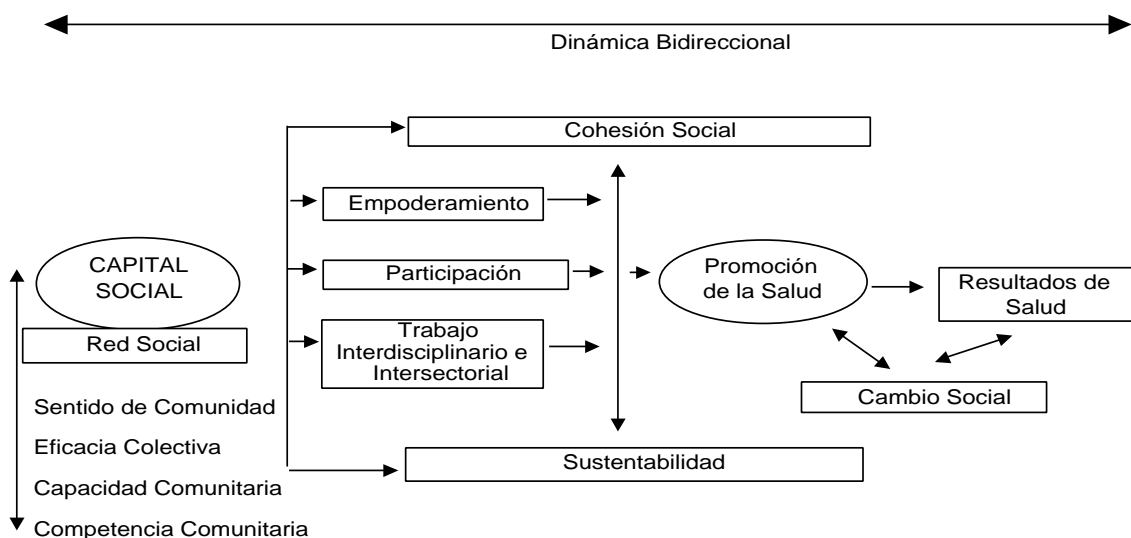 Dinámica Bidireccional
Cohesión Social
Empoderamiento
CAPITAL
SOCIAL
Participación
Promoción
de la Salud
Resultados de
Salud
Red Social
Trabajo
Interdisciplinario e
Intersectorial
Cambio Social
Sentido de Comunidad
Eficacia Colectiva
Sustentabilidad
Capacidad Comunitaria
Competencia Comunitaria